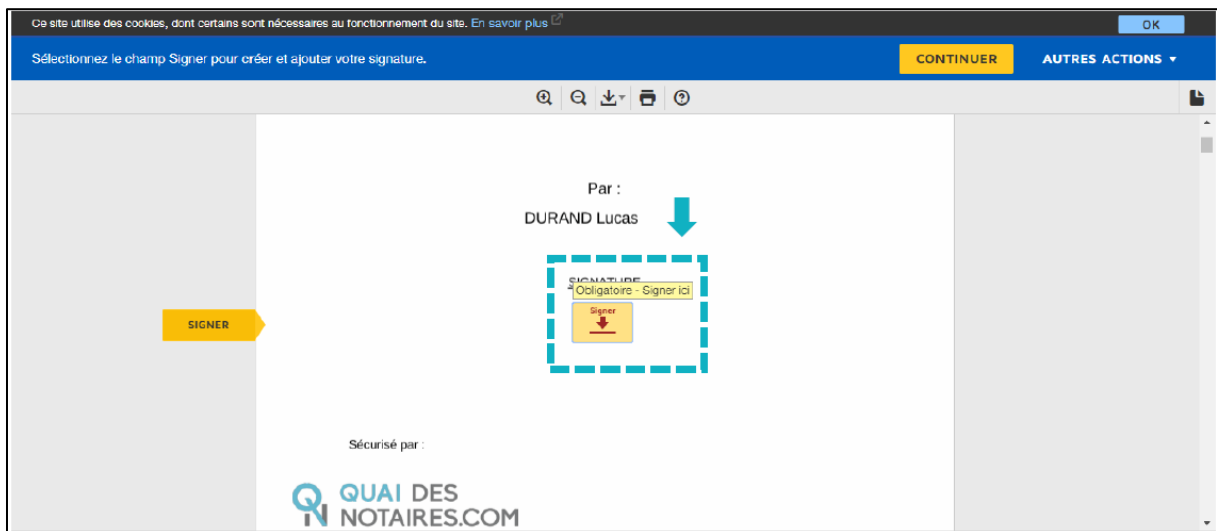 Ce site utilise des cookies, dont certains sont nécessaires au fonctionnement du site. En savoir plus
OK
Sélectionnez le champ Signer pour créer et ajouter votre signature.
CONTINUER
AUTRES ACTIONS
Par :
DURAND Lucas
SIGNATURE
Obligatoire - Signer ici
Signer
SIGNER
Sécurisé par :
QUAI DES
NOTAIRES.COM